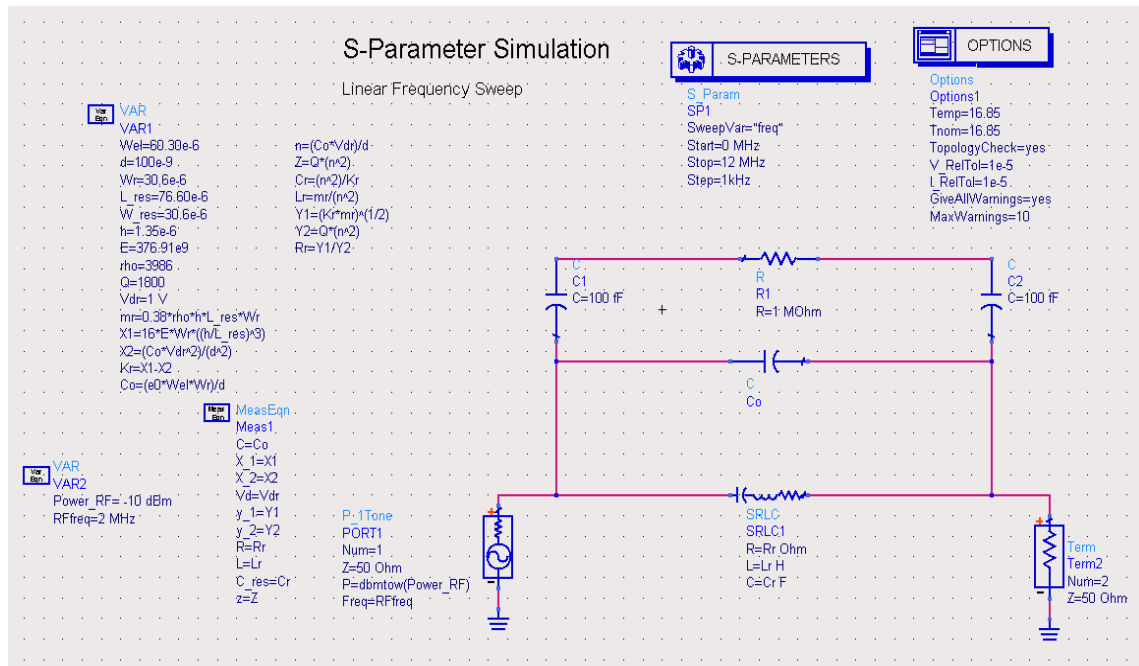 S-Parameter Simulation
Linear Frequency Sweep
S-PARAMETERS
S_Param
SP1
SweepVar="freq"
Start=0 MHz
Stop=12 MHz
Step=1kHz
OPTIONS
Options
Options1
Temp=16.85
Tnom=16.85
TopologyCheck=yes
V_RelTol=1e-5
I_RelTol=1e-5
GiveAllWarnings=yes
MaxWarnings=10
Var
Eqn
VAR
VAR1
Wel=60.30e-6
d=100e-9
Wr=30.6e-6
L_res=76.60e-6
W_res=30.6e-6
h=1.35e-6
E=376.91e9
rho=3986
Q=1800
Vdr=1 V
mr=0.38*rho*h*L_res*Wr
X1=16*E*Wr*((h/L_res)^3)
X2=(Co*Vdr^2)/(d^2)
Kr=X1-X2
Co=(e0*Wel*Wr)/d
n=(Co*Vdr)/d
Z=Q*(n^2)
Cr=(n^2)/Kr
Lr=mr/(n^2)
Y1=(Kr*mr)^(1/2)
Y2=Q*(n^2)
Rr=Y1/Y2
C
C1
C=100 fF
R
R1
R=1 MOhm
C
C2
C=100 fF
C
Co
Meas
Eqn
MeasEqn
Meas1
C=Co
X_1=X1
X_2=X2
Vd=Vdr
y_1=Y1
y_2=Y2
R=Rr
L=Lr
C_res=Cr
z=Z
Var
Eqn
VAR
VAR2
Power_RF= -10 dBm
RFfreq=2 MHz
P_1Tone
PORT1
Num=1
Z=50 Ohm
P=dbmtow(Power_RF)
Freq=RFfreq
SRLC
SRLC1
R=Rr Ohm
L=Lr H
C=Cr F
Term
Term2
Num=2
Z=50 Ohm